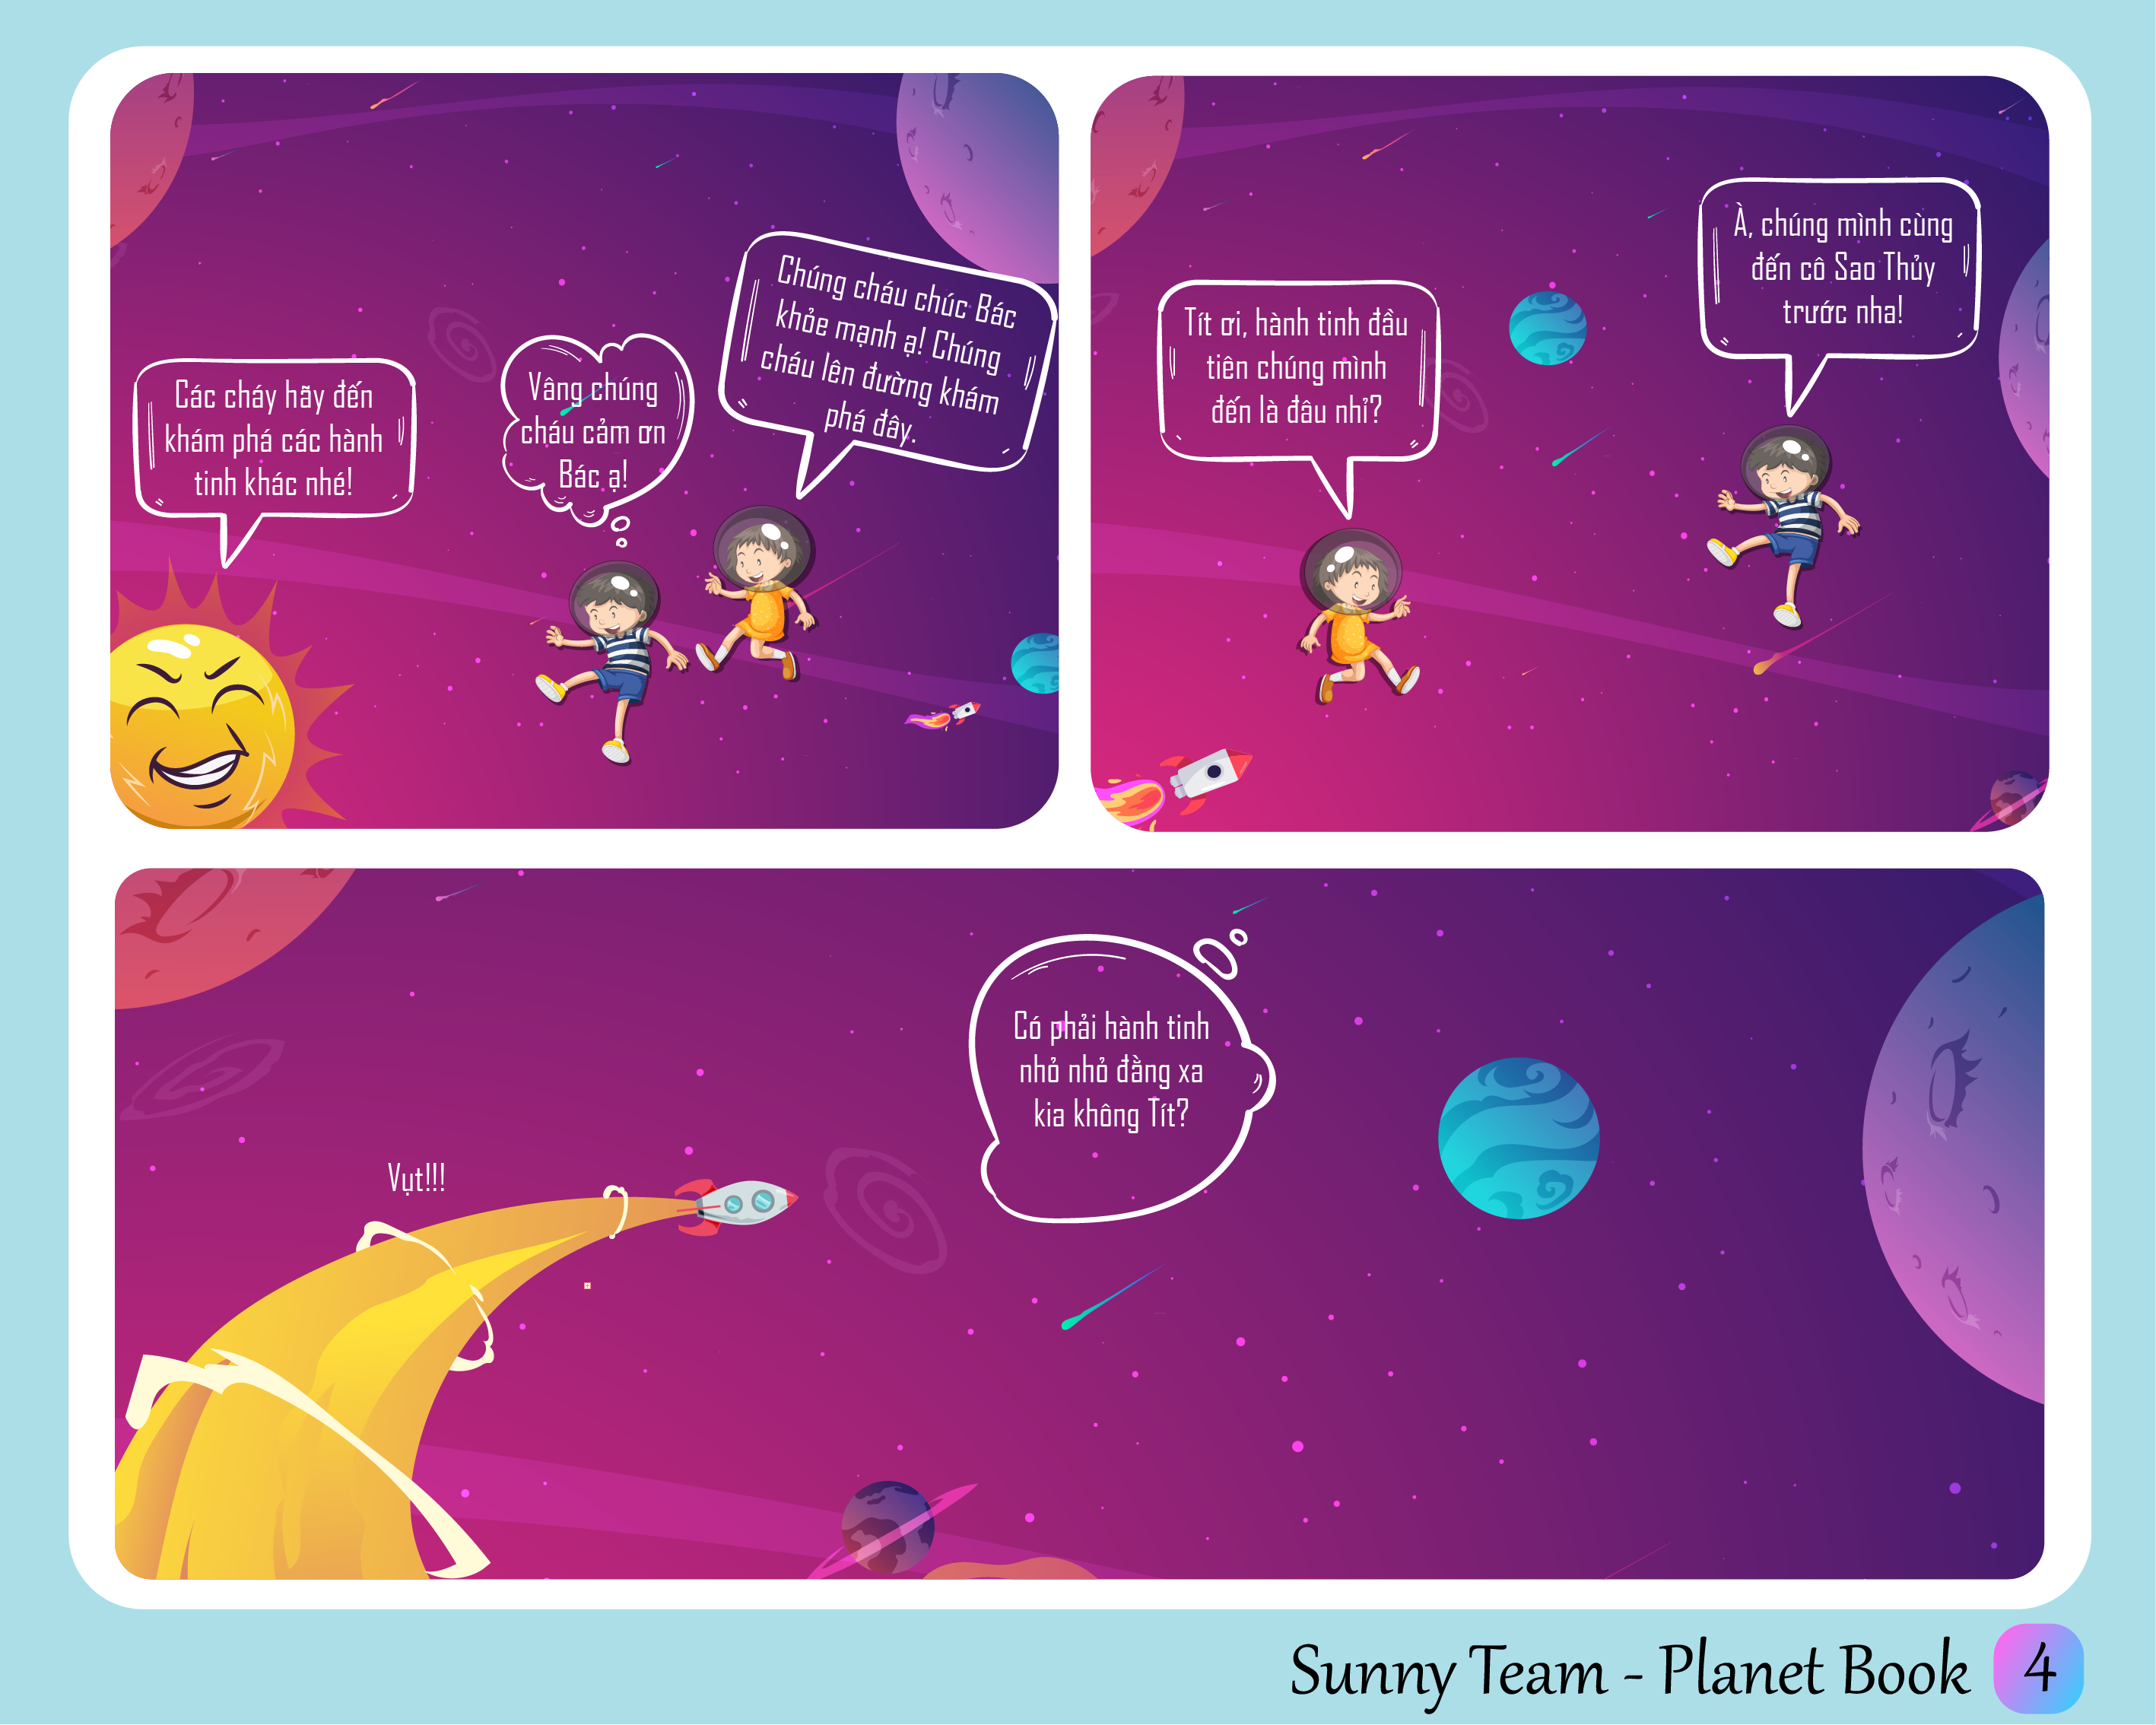 Các cháy hãy đến
khám phá các hành
tinh khác nhé!
Vâng chúng
cháu cảm ơn
Bác ạ!
Chúng cháu chúc Bác
khỏe mạnh ạ! Chúng
cháu lên đường khám
phá đây.
Tít ơi, hành tinh đầu
tiên chúng mình
đến là đâu nhỉ?
À, chúng mình cùng
đến cô Sao Thủy
trước nha!
Có phải hành tinh
nhỏ nhỏ đằng xa
kia không Tít?
Vụt!!!
Sunny Team - Planet Book 4